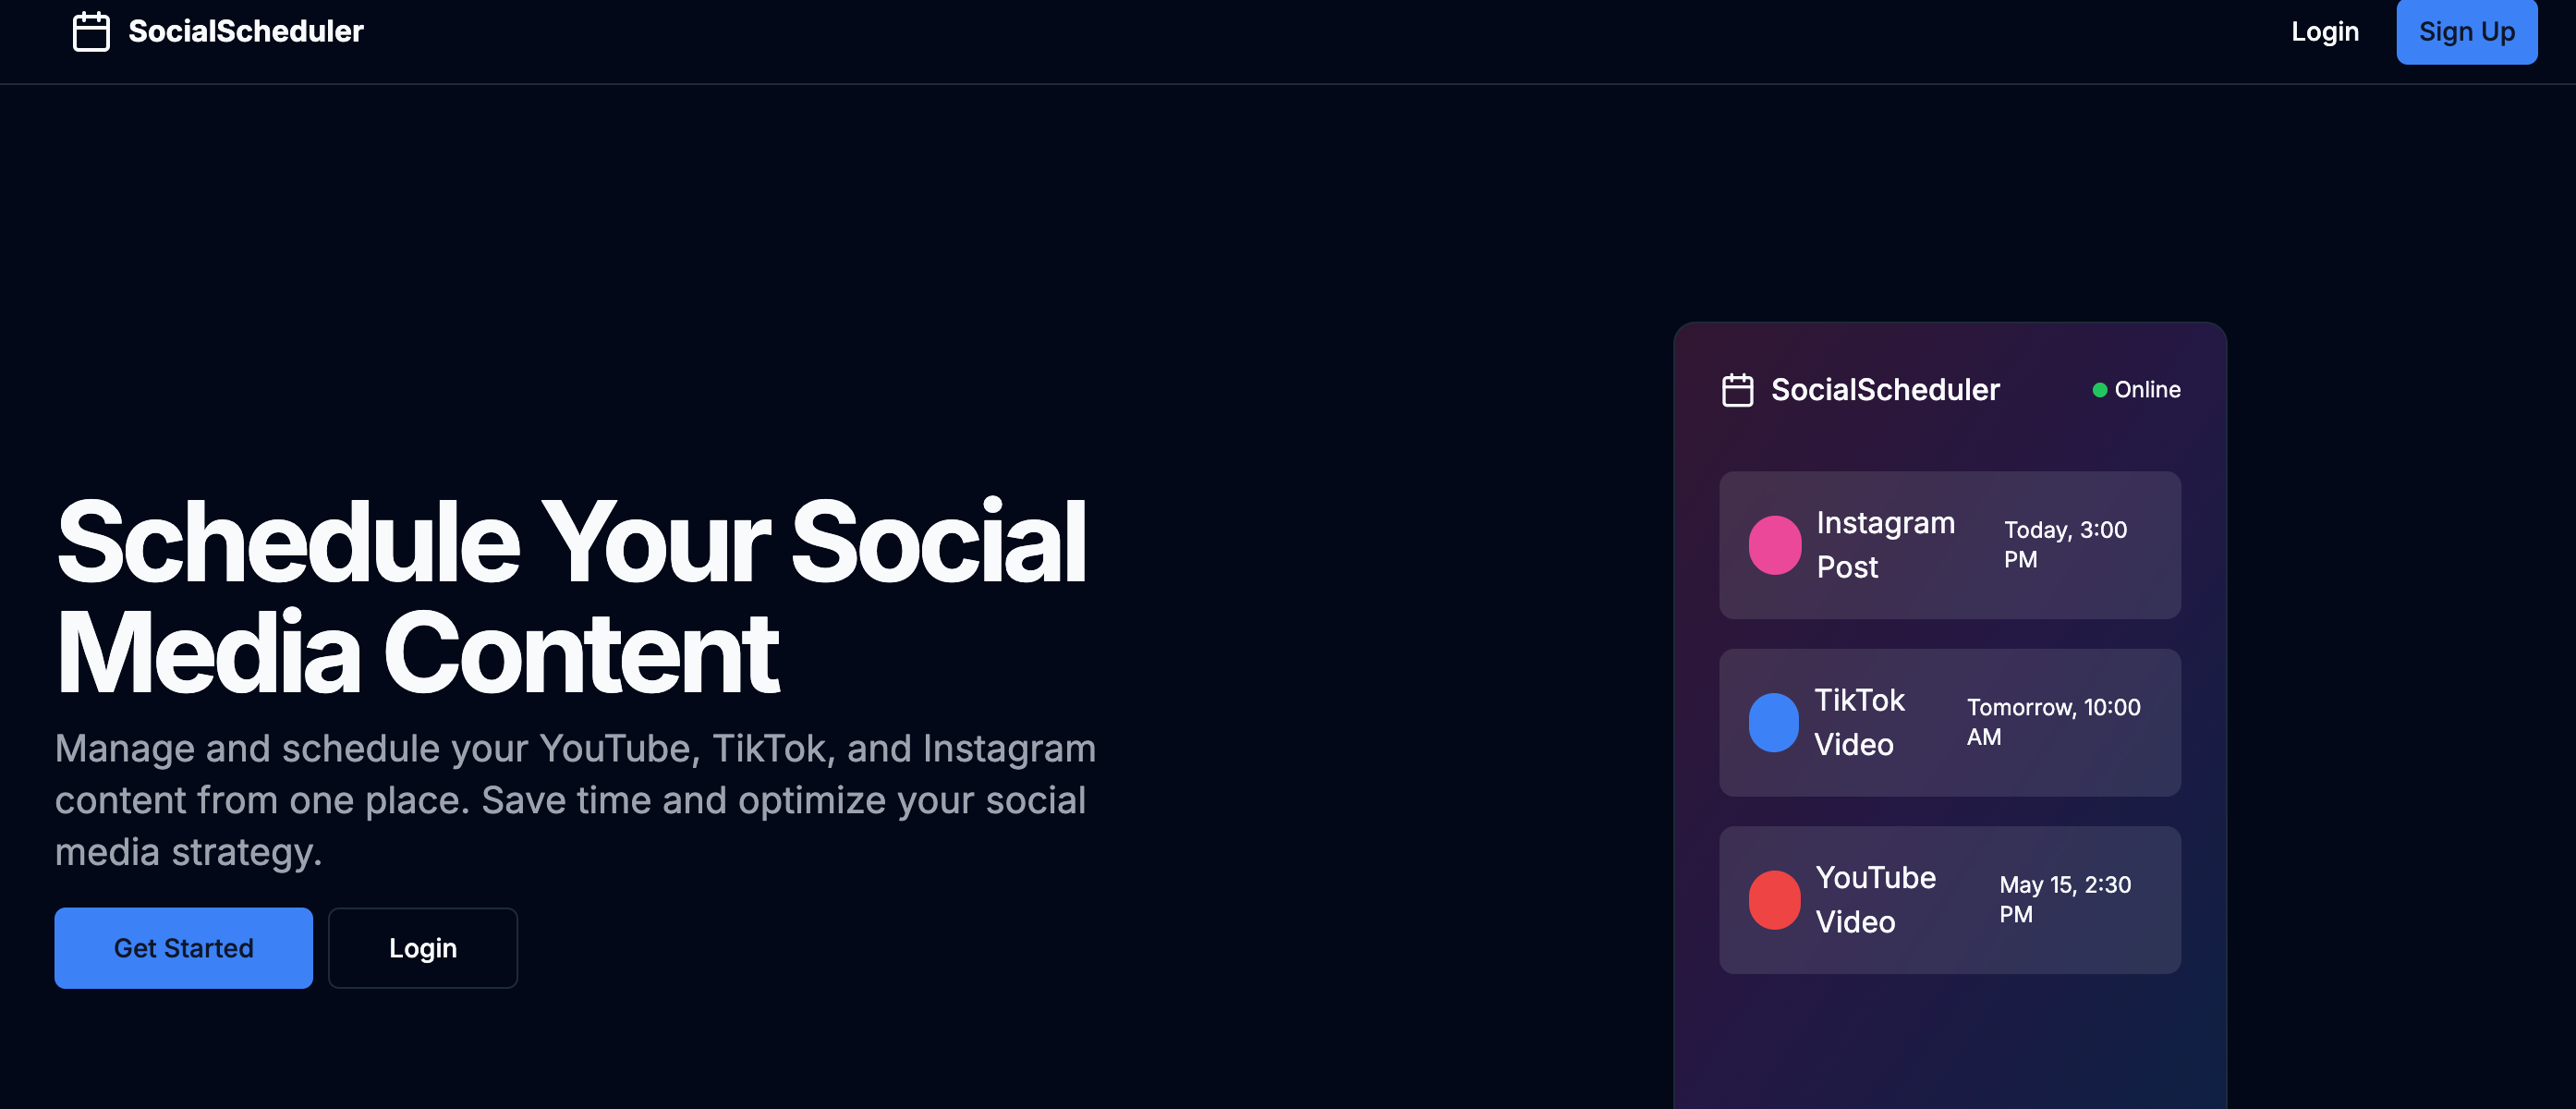 SocialScheduler
Login
Sign Up
Schedule Your Social
Media Content
Manage and schedule your YouTube, TikTok, and Instagram
content from one place. Save time and optimize your social
media strategy.
Get Started
Login
SocialScheduler
Online
Instagram
Post
Today, 3:00
PM
TikTok
Video
Tomorrow, 10:00
AM
YouTube
Video
May 15, 2:30
PM